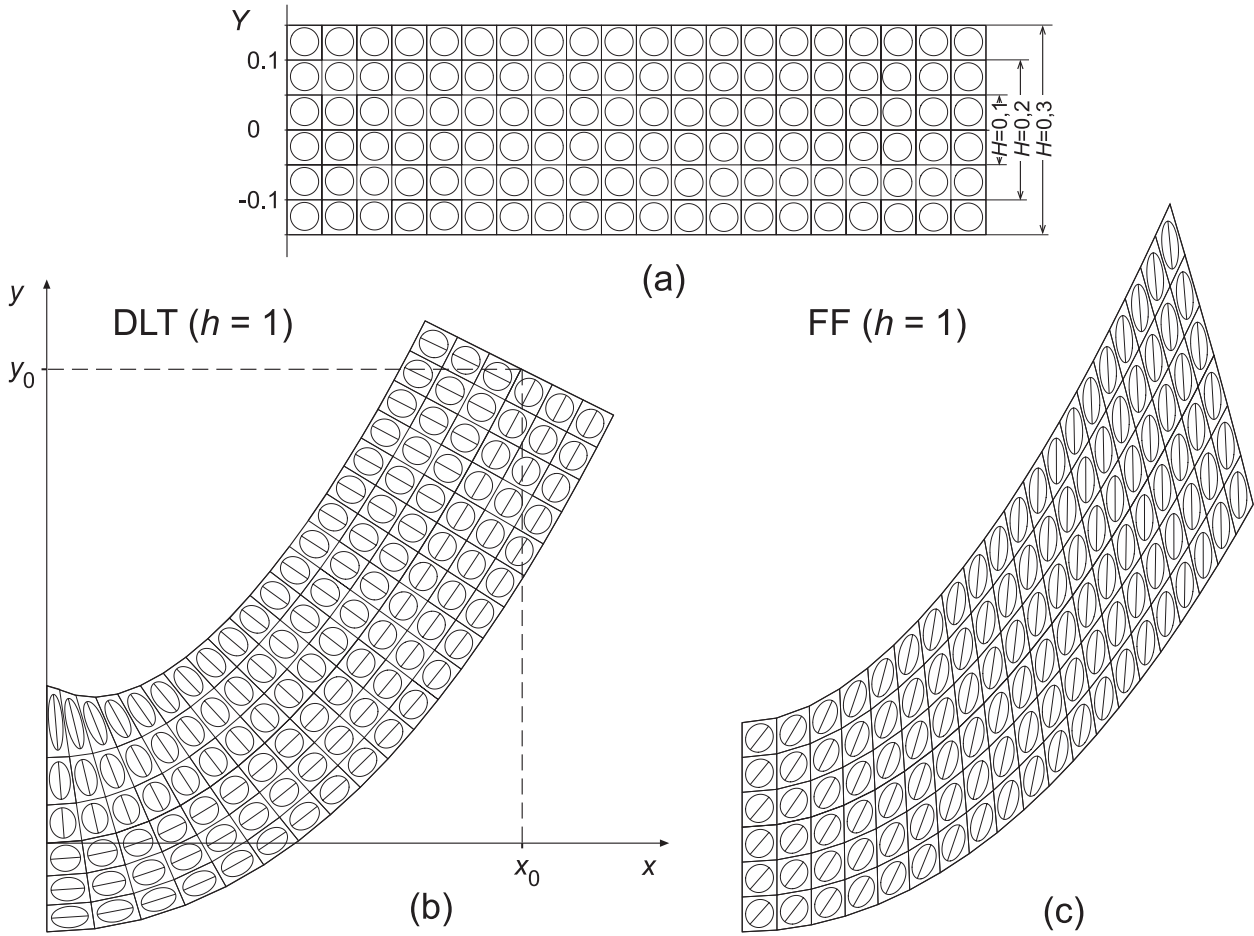 Y
0.1
0
-0.1
H=0,1
H=0,2
H=0,3
(a)
y
DLT (h = 1)
FF (h = 1)
y0
x0
x
(b)
(c)